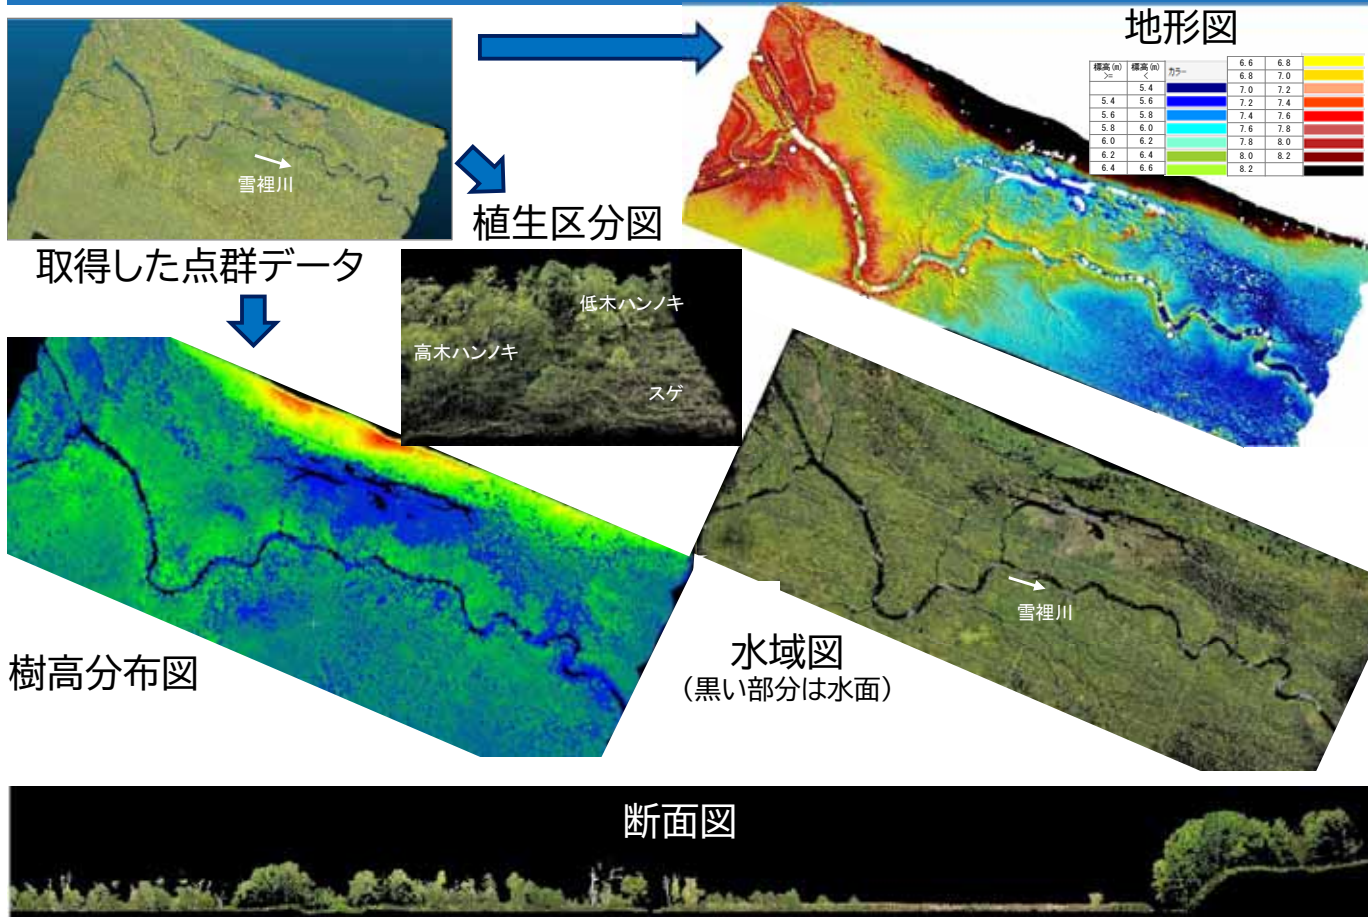 地形図
標高(m) >= 標高(m) < カラー
5.4
5.4 5.6
5.6 5.8
5.8 6.0
6.0 6.2
6.2 6.4
6.4 6.6
6.6 6.8
6.8 7.0
7.0 7.2
7.2 7.4
7.4 7.6
7.6 7.8
7.8 8.0
8.0 8.2
8.2
雪裡川
取得した点群データ
植生区分図
低木ハンノキ
高木ハンノキ
スゲ
樹高分布図
雪裡川
水域図
(黒い部分は水面)
断面図